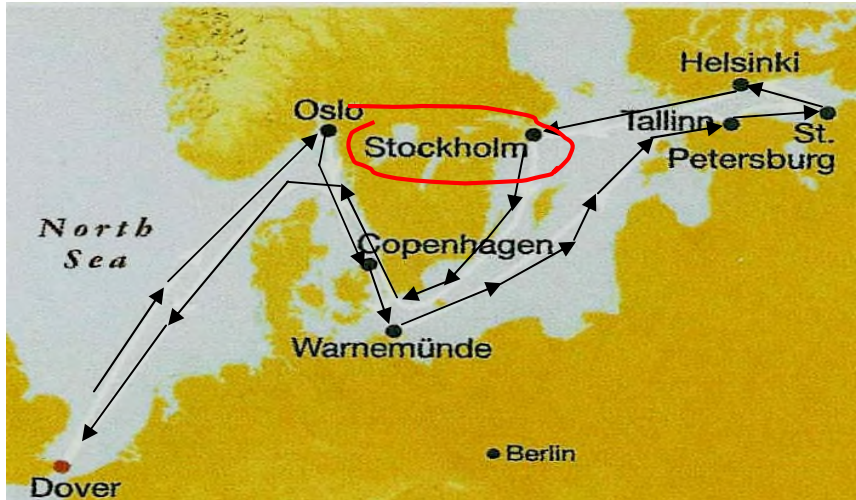 Helsinki
Oslo
Tallinn
St.
Petersburg
Stockholm
North
Sea
Copenhagen
Warnemünde
Berlin
Dover